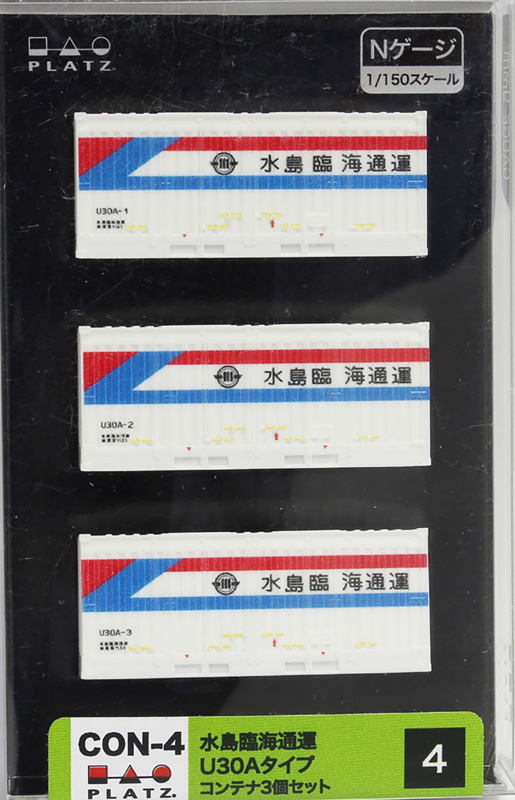 PLATZ
Nゲージ
1/150スケール
水島臨海通運
U30A-1
水島臨海通運
U30A-2
水島臨海通運
U30A-3
CON-4
水島臨海通運
U30Aタイプ
コンテナ3個セット
4
PLATZ.